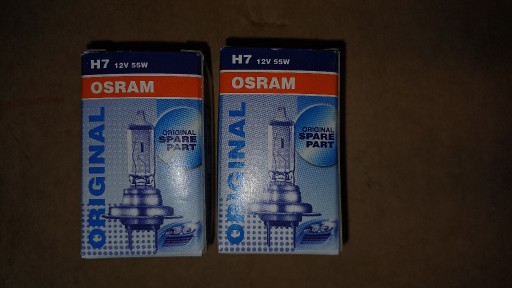 H7 12V 55W
OSRAM
ORIGINAL
ORIGINAL
SPARE
PART
H7 12V 55W
OSRAM
ORIGINAL
ORIGINAL
SPARE
PART